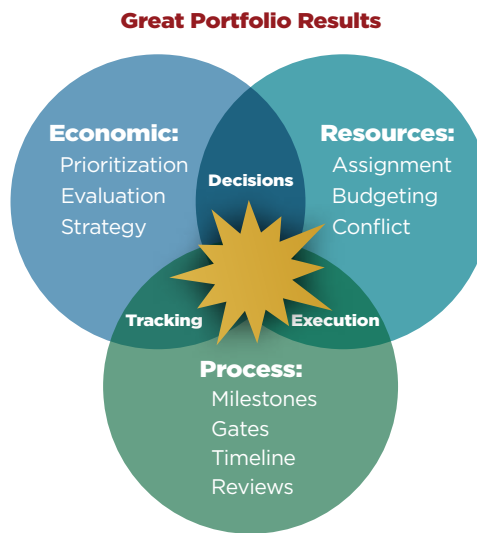 Great Portfolio Results
Economic:
Prioritization
Evaluation
Strategy
Resources:
Assignment
Budgeting
Conflict
Decisions
Tracking
Execution
Process:
Milestones
Gates
Timeline
Reviews